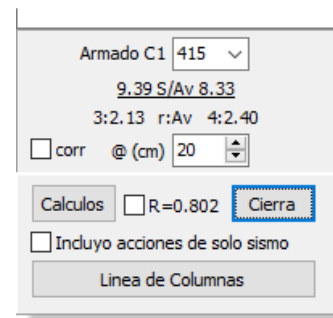 Armado C1 415
9.39 S/Av 8.33
3:2.13 r:Av 4:2.40
corr @ (cm) 20
Calculos R=0.802 Cierra
Incluyo acciones de solo sismo
Linea de Columnas